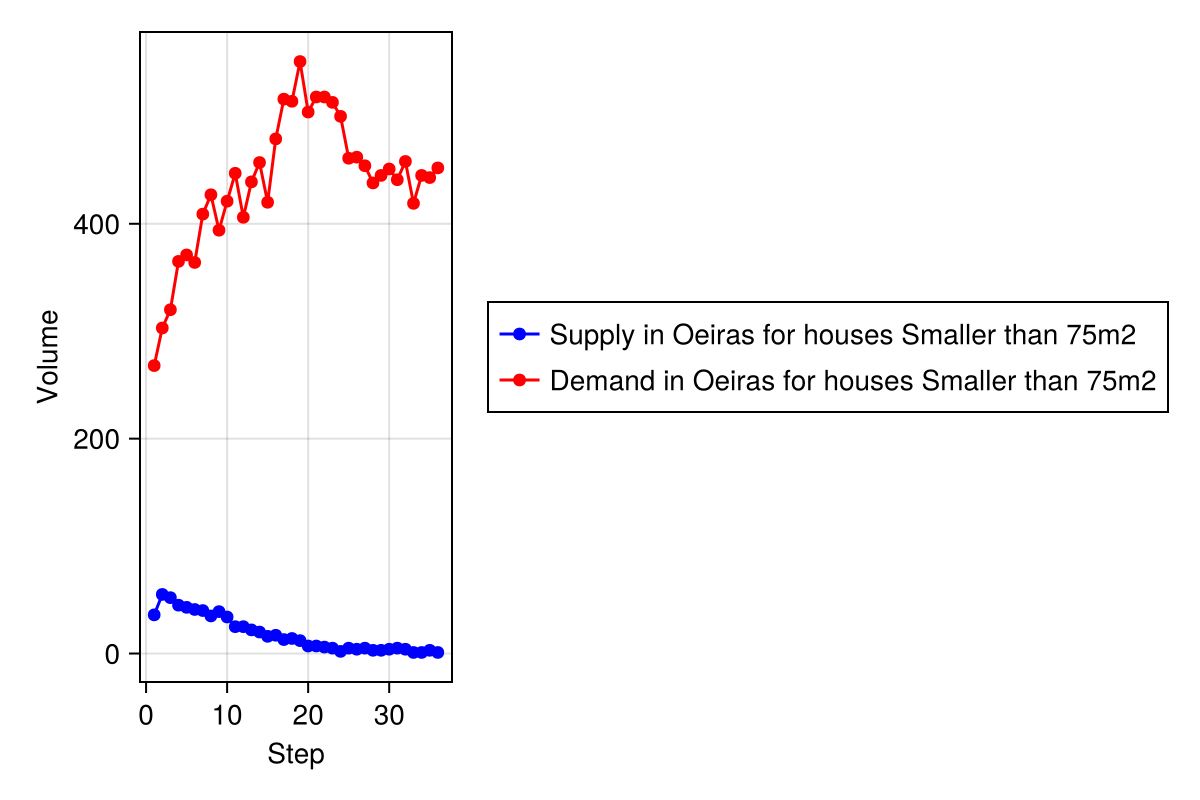 Volume
400
200
0
0 10 20 30
Step
Supply in Oeiras for houses Smaller than 75m2
Demand in Oeiras for houses Smaller than 75m2